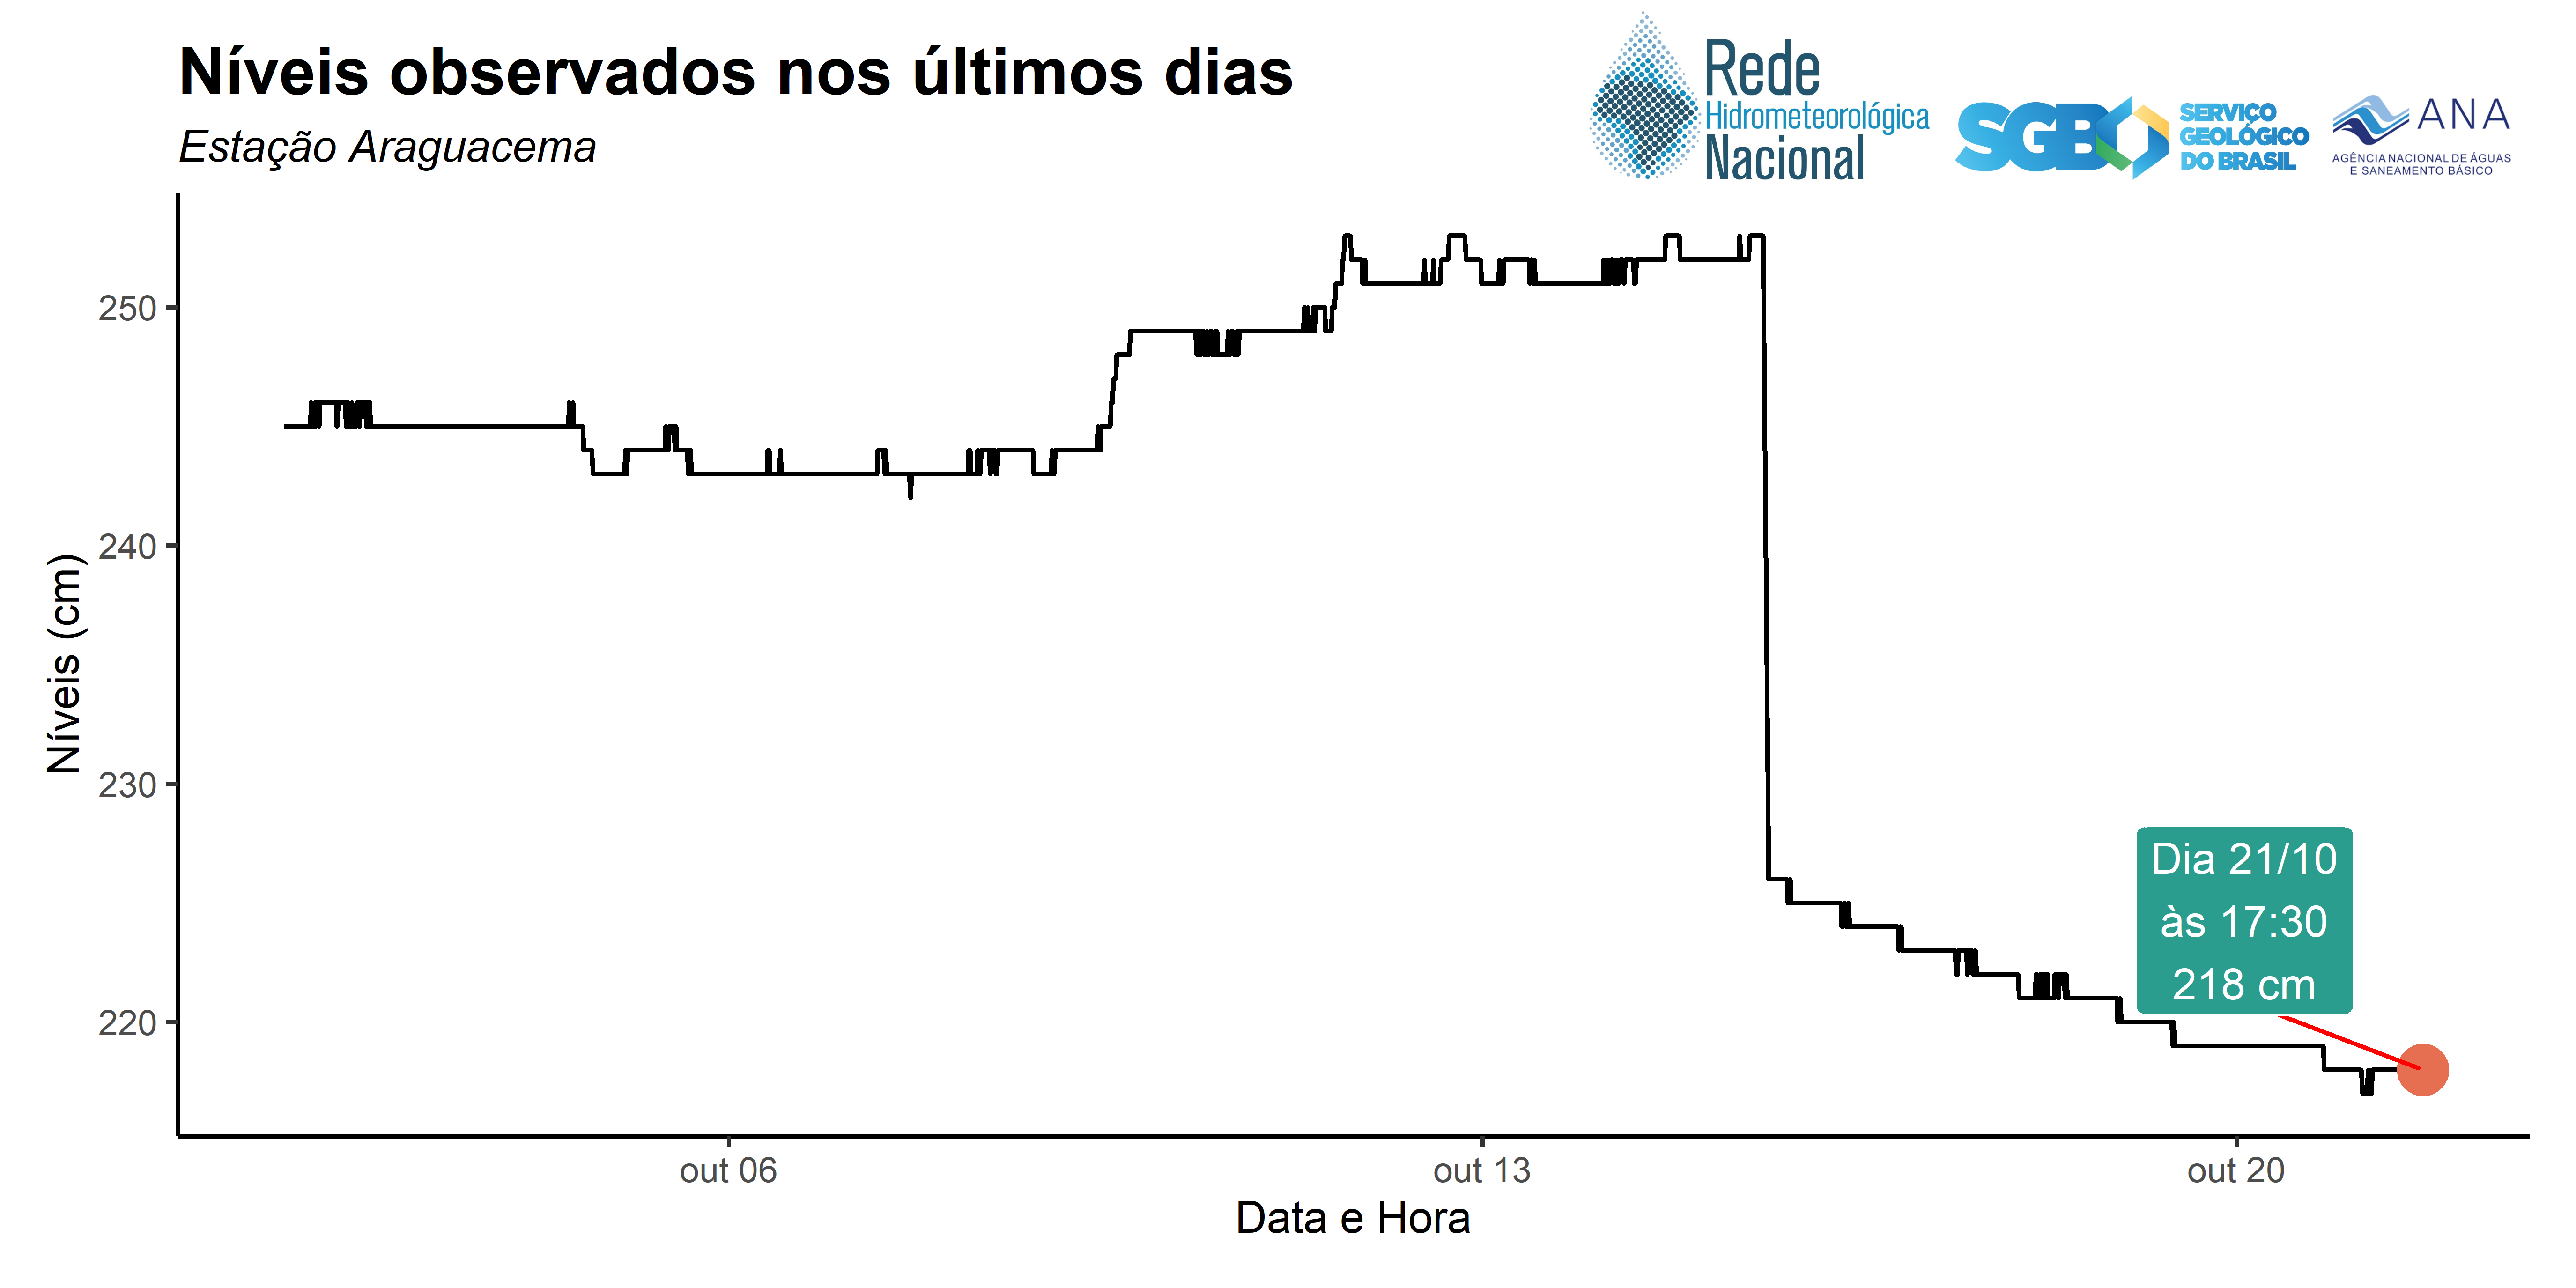 Níveis observados nos últimos dias
Estação Araguacema
Rede
Hidrometeorológica
Nacional
SGB
SERVIÇO
GEOLÓGICO
DO BRASIL
ANA
AGÊNCIA NACIONAL DE ÁGUAS
E SANEAMENTO BÁSICO
Níveis (cm)
250
240
230
220
Dia 21/10
às 17:30
218 cm
out 06
out 13
out 20
Data e Hora